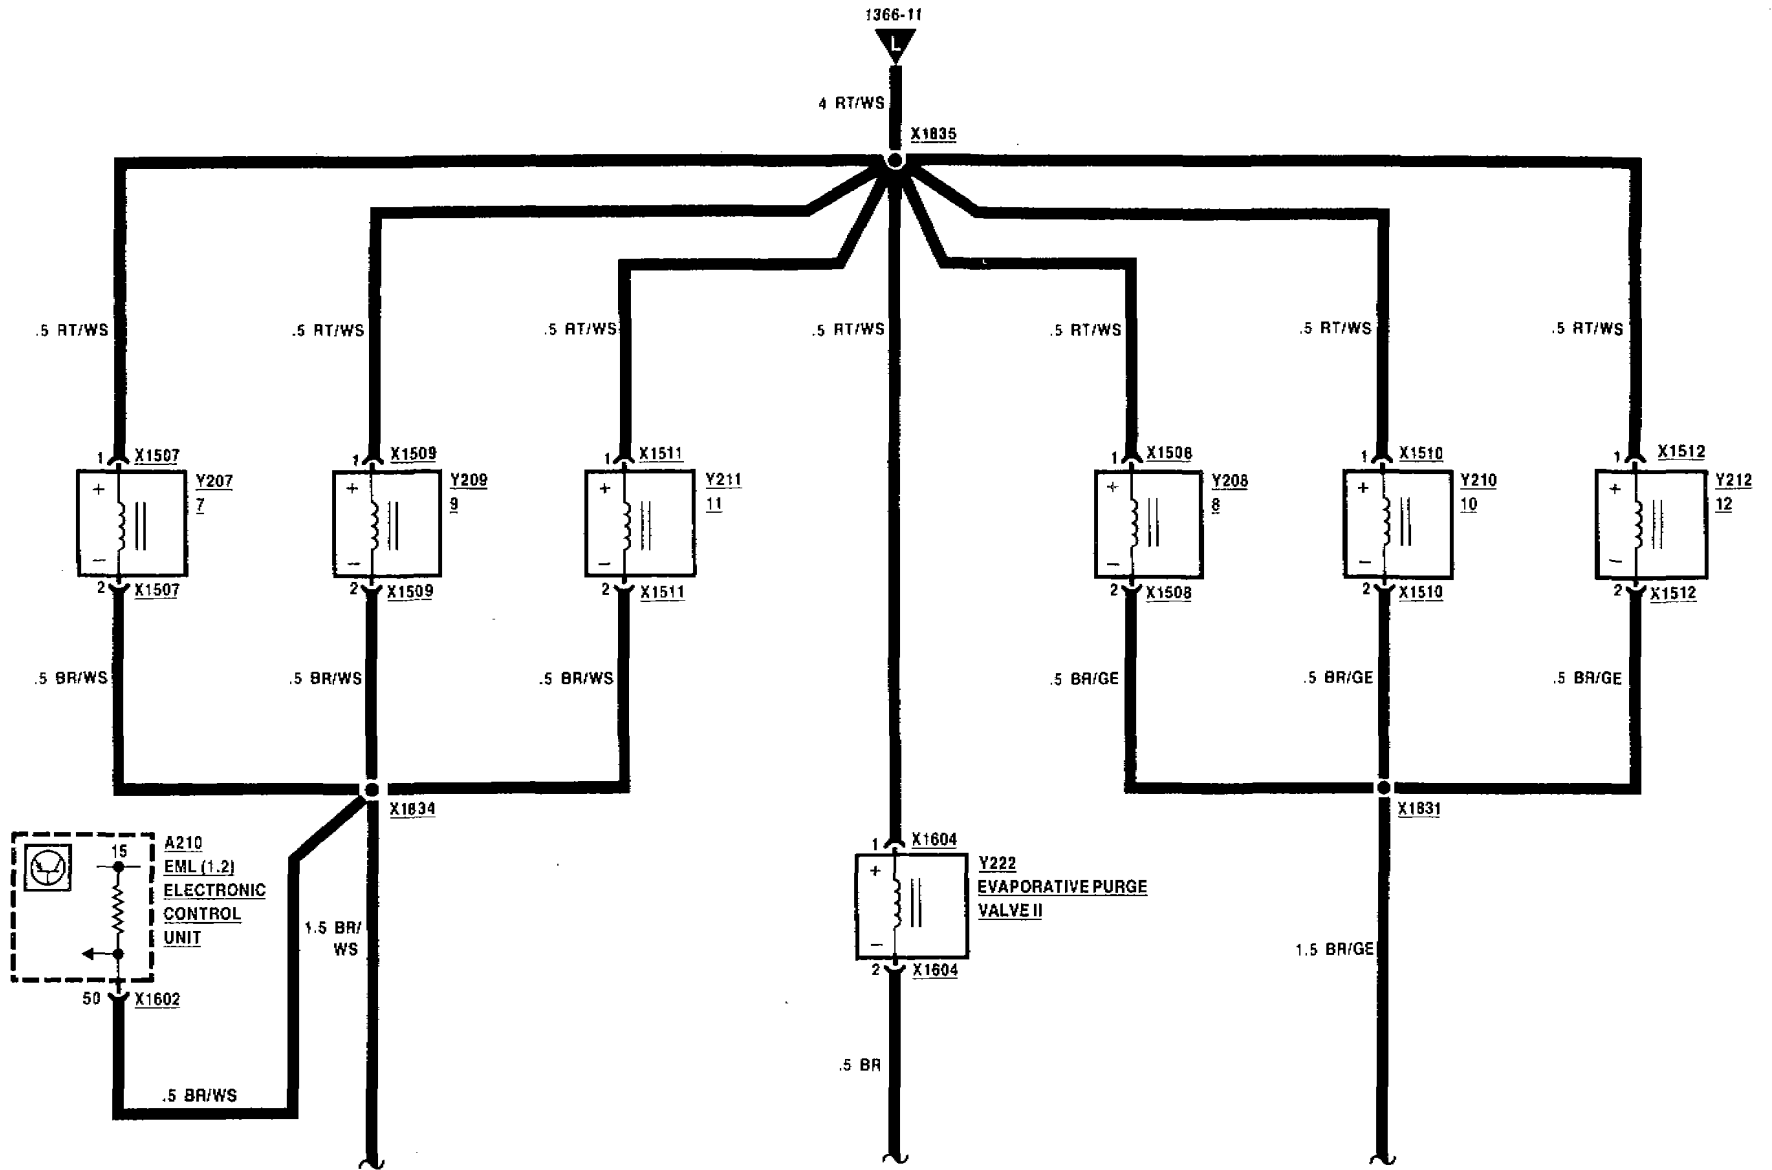 1366-11
L
4 RT/WS
X1835
.5 RT/WS
.5 RT/WS
.5 RT/WS
.5 RT/WS
.5 RT/WS
.5 RT/WS
.5 RT/WS
1 X1507
1 X1509
1 X1511
1 X1508
1 X1510
1 X1512
+
Y207
7
+
Y209
9
+
Y211
11
+
Y208
8
+
Y210
10
+
Y212
12
–
–
–
–
–
–
2 X1507
2 X1509
2 X1511
2 X1508
2 X1510
2 X1512
.5 BR/WS
.5 BR/WS
.5 BR/WS
.5 BR/GE
.5 BR/GE
.5 BR/GE
X1834
X1831
15
A210
EML (1.2)
ELECTRONIC
CONTROL
UNIT
50 X1602
.5 BR/WS
1.5 BR/
WS
1 X1604
+
–
Y222
EVAPORATIVE PURGE
VALVE II
2 X1604
.5 BR
1.5 BR/GE